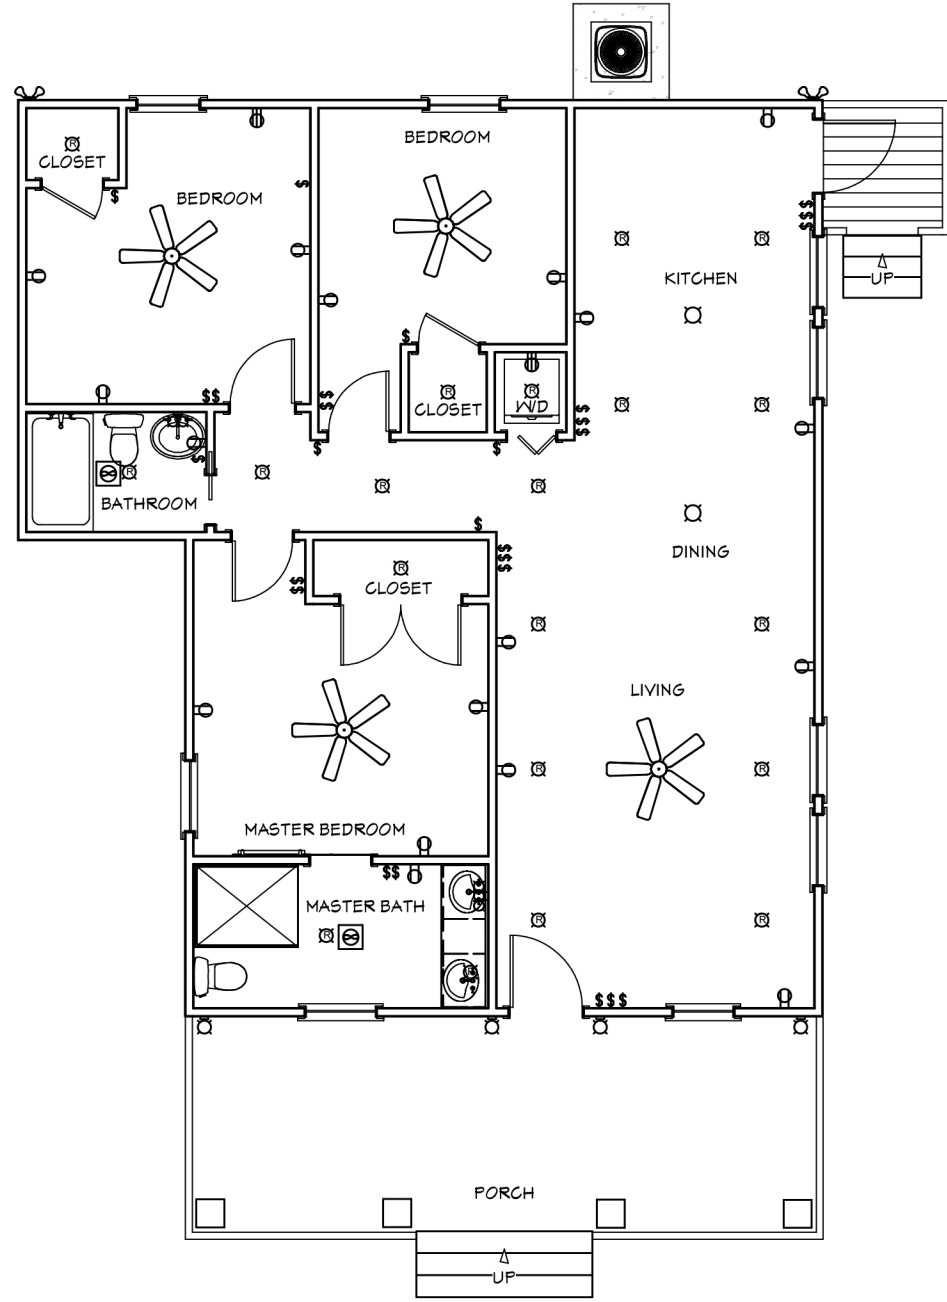 CLOSET
BEDROOM
$
BEDROOM
$
$$$
KITCHEN
UP
$
$$
$$
CLOSET
W/D
$$$
$
$
$
BATHROOM
$
$$$
DINING
$$
CLOSET
LIVING
MASTER BEDROOM
$$
MASTER BATH
$$$
PORCH
UP